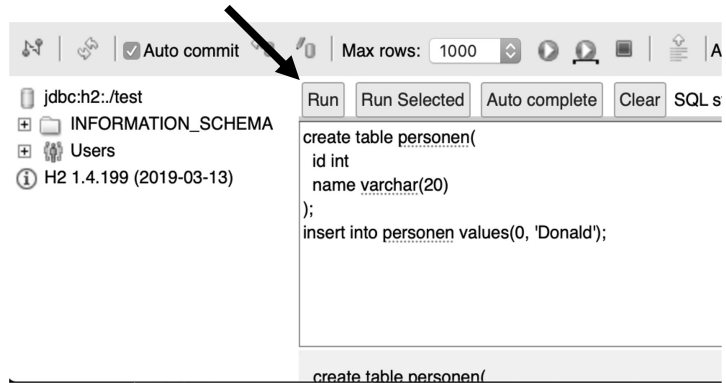 Auto commit Max rows: 1000 A
jdbc:h2:./test
INFORMATION_SCHEMA
Users
H2 1.4.199 (2019-03-13)
Run Run Selected Auto complete Clear SQL s
create table personen(
id int
name varchar(20)
);
insert into personen values(0, 'Donald');
create table personen(